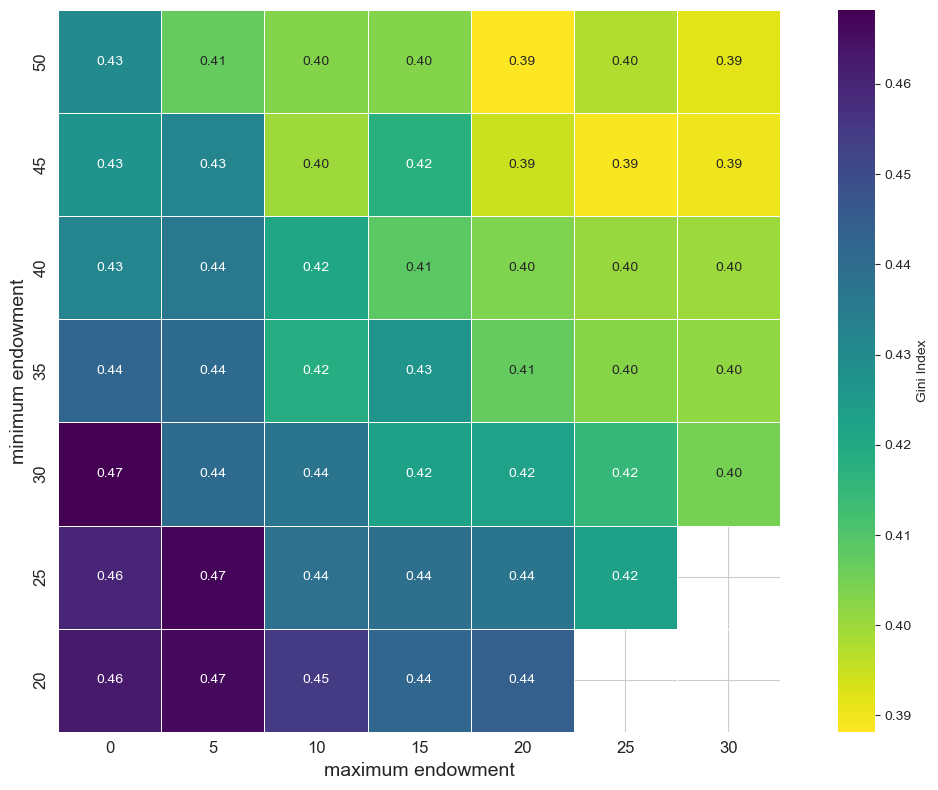 50 0.43 0.41 0.40 0.40 0.39 0.40 0.39
45 0.43 0.43 0.40 0.42 0.39 0.39 0.39
40 0.43 0.44 0.42 0.41 0.40 0.40 0.40
35 0.44 0.44 0.42 0.43 0.41 0.40 0.40
30 0.47 0.44 0.44 0.42 0.42 0.42 0.40
25 0.46 0.47 0.44 0.44 0.44 0.42
20 0.46 0.47 0.45 0.44 0.44
0 5 10 15 20 25 30
maximum endowment
minimum endowment
0.46
0.45
0.44
0.43
0.42
0.41
0.40
0.39
Gini Index